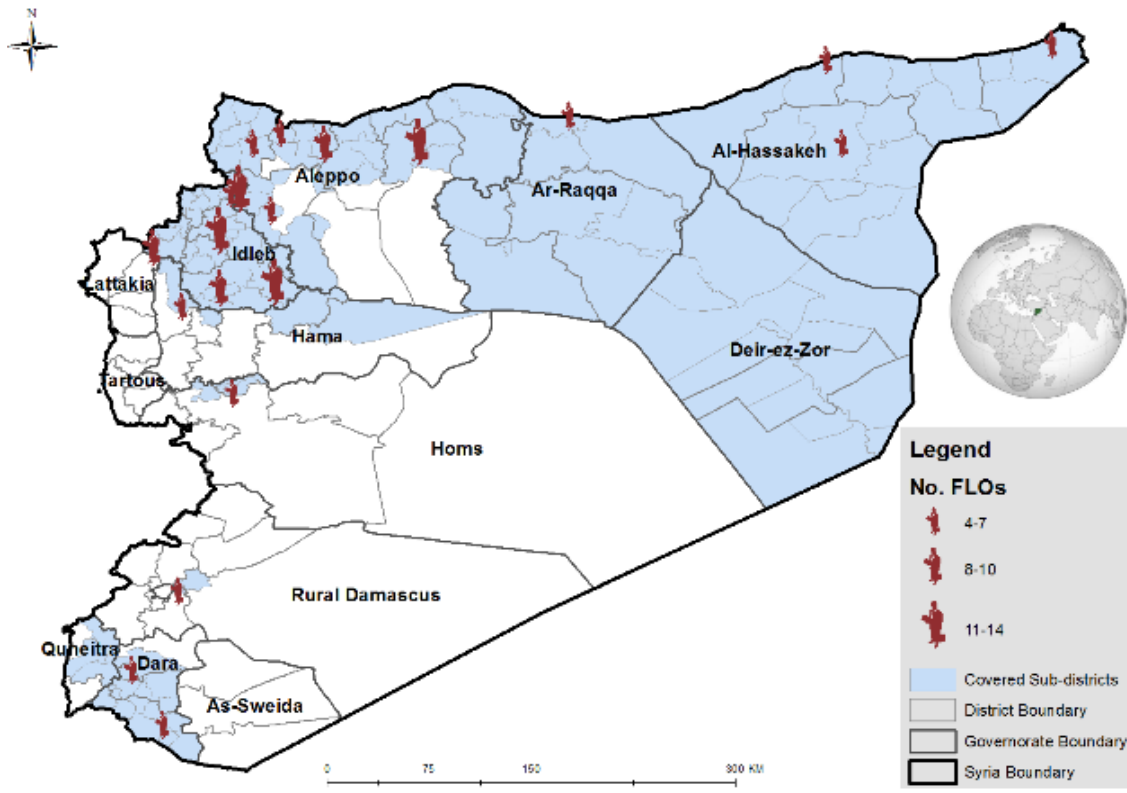 N
Al-Hassakeh
Aleppo
Ar-Raqqa
Idleb
Lattakia
Hama
Deir-ez-Zor
Tartous
Homs
Rural Damascus
Quneitra
Dara
As-Sweida
0 75 150 300 KM
Legend
No. FLOs
4-7
8-10
11-14
Covered Sub-districts
District Boundary
Governorate Boundary
Syria Boundary